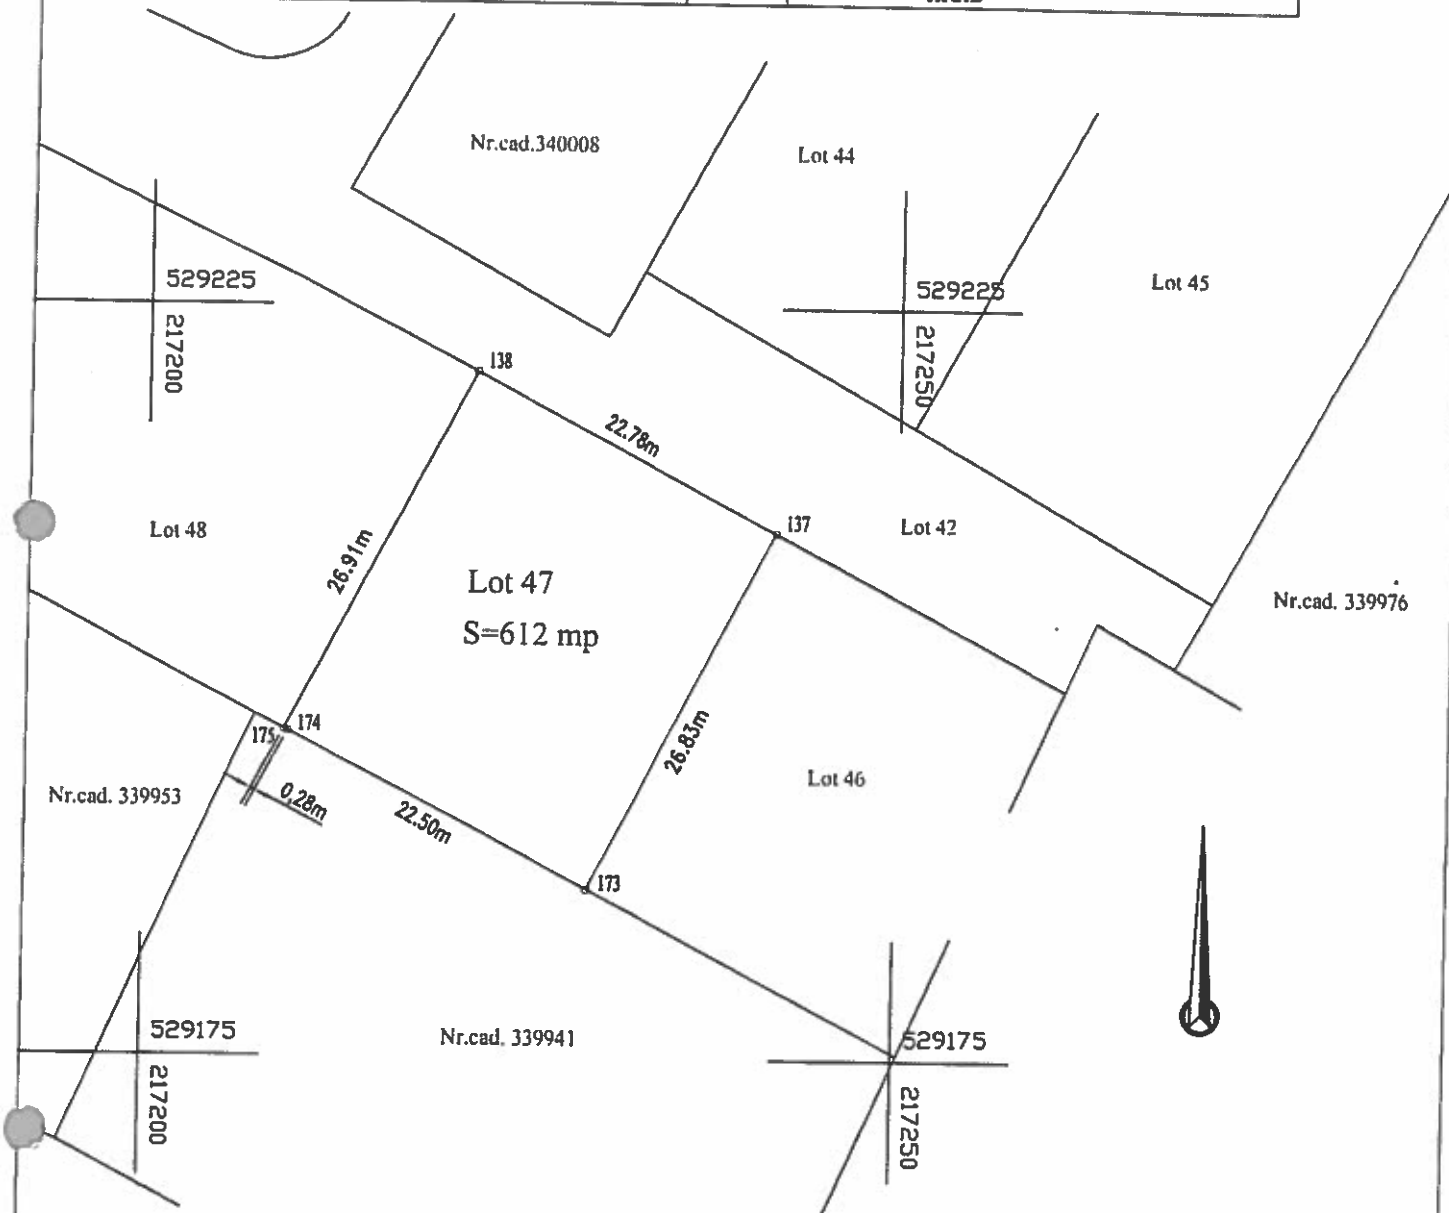 Nr.cad.340008
Lot 44
Lot 45
529225
217200
529225
217250
138
22.78m
137
Lot 42
Lot 48
26.91m
Lot 47
S=612 mp
Nr.cad. 339976
26.83m
174
175
Nr.cad. 339953
0,28m
22.50m
Lot 46
173
529175
217200
Nr.cad. 339941
529175
217250